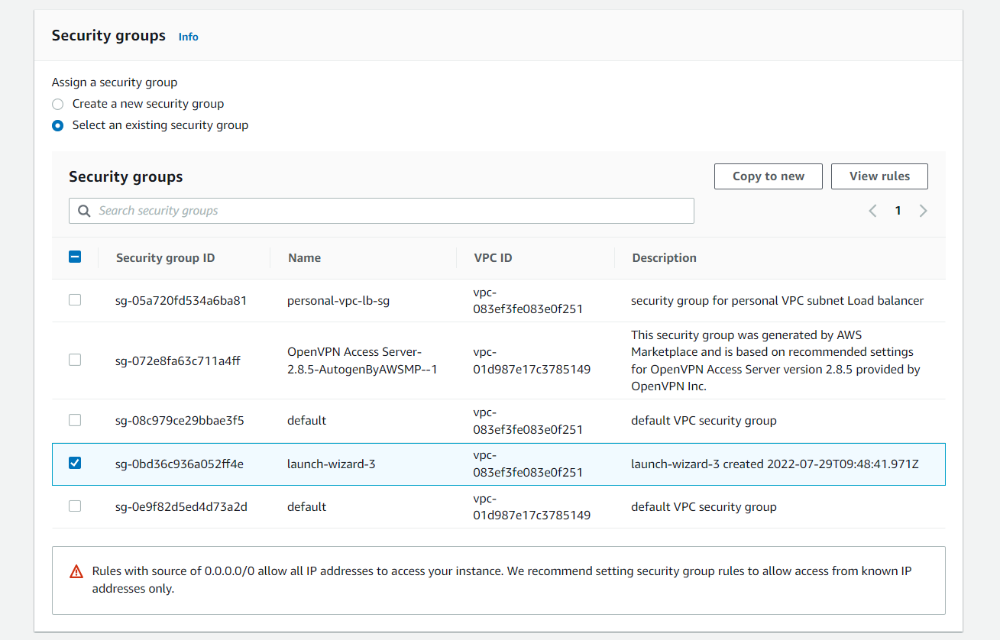 Security groups Info
Assign a security group
Create a new security group
Select an existing security group
Security groups
Copy to new
View rules
Search security groups
1
Security group ID
Name
VPC ID
Description
sg-05a720fd534a6ba81
personal-vpc-lb-sg
vpc-
083ef3fe083e0f251
security group for personal VPC subnet Load balancer
sg-072e8fa63c711a4ff
OpenVPN Access Server-
2.8.5-AutogenByAWSMP--1
vpc-
01d987e17c3785149
This security group was generated by AWS
Marketplace and is based on recommended settings
for OpenVPN Access Server version 2.8.5 provided by
OpenVPN Inc.
sg-08c979ce29bbae3f5
default
vpc-
083ef3fe083e0f251
default VPC security group
sg-0bd36c936a052ff4e
launch-wizard-3
vpc-
083ef3fe083e0f251
launch-wizard-3 created 2022-07-29T09:48:41.971Z
sg-0e9f82d5ed4d73a2d
default
vpc-
01d987e17c3785149
default VPC security group
Rules with source of 0.0.0.0/0 allow all IP addresses to access your instance. We recommend setting security group rules to allow access from known IP
addresses only.